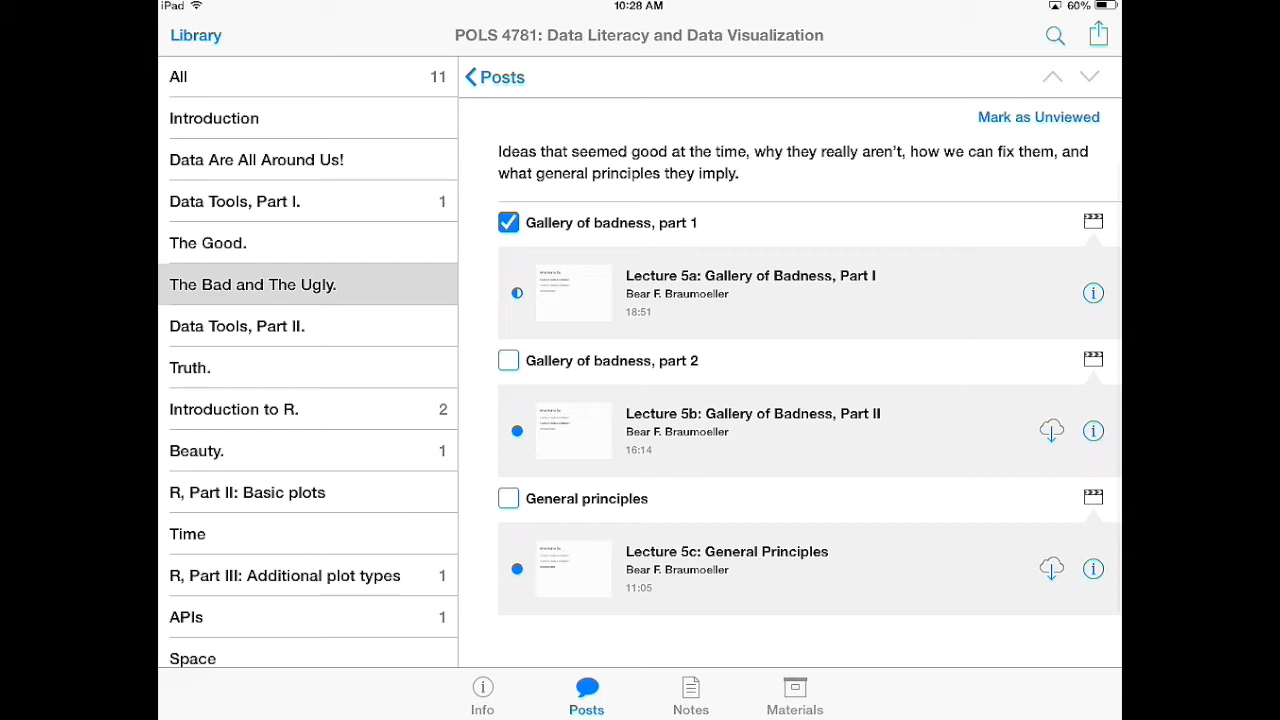 iPad 10:28 AM 60%
Library POLS 4781: Data Literacy and Data Visualization
All 11
Introduction
Data Are All Around Us!
Data Tools, Part I. 1
The Good.
The Bad and The Ugly.
Data Tools, Part II.
Truth.
Introduction to R. 2
Beauty. 1
R, Part II: Basic plots
Time
R, Part III: Additional plot types 1
APIs 1
Space
Posts
Mark as Unviewed
Ideas that seemed good at the time, why they really aren't, how we can fix them, and
what general principles they imply.
Gallery of badness, part 1
Lecture 5a: Gallery of Badness, Part I
Bear F. Braumoeller
18:51
Gallery of badness, part 2
Lecture 5b: Gallery of Badness, Part II
Bear F. Braumoeller
16:14
General principles
Lecture 5c: General Principles
Bear F. Braumoeller
11:05
Info Posts Notes Materials